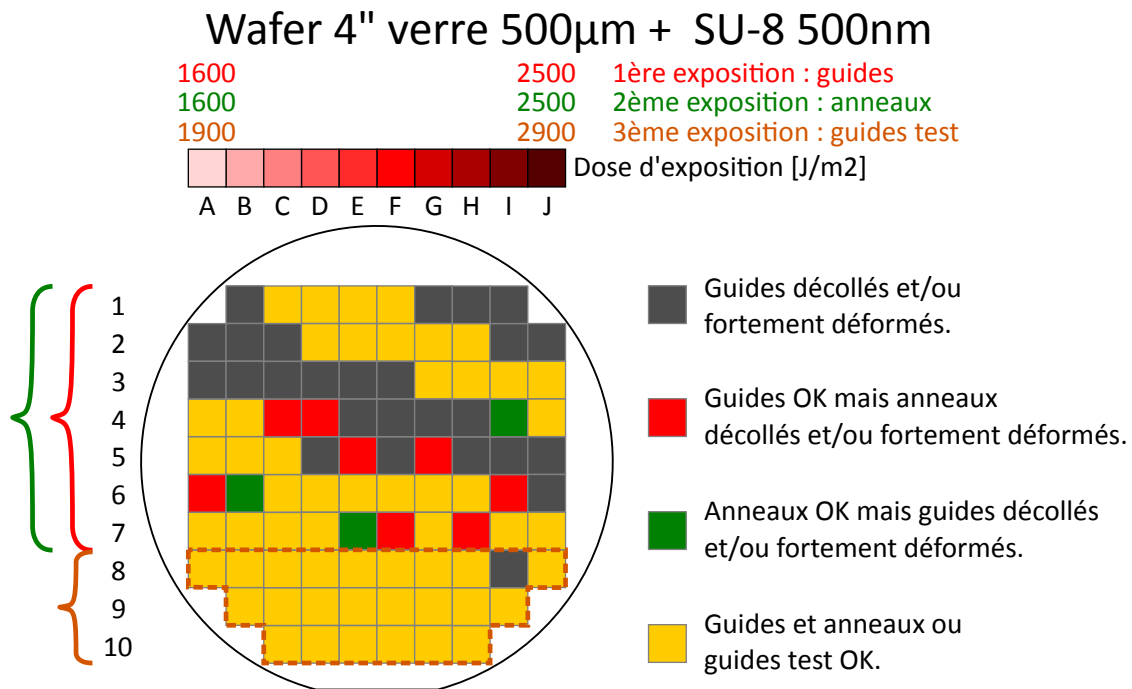 Wafer 4" verre 500µm + SU-8 500nm
1600 2500 1ère exposition : guides
1600 2500 2ème exposition : anneaux
1900 2900 3ème exposition : guides test
Dose d'exposition [J/m2]
A B C D E F G H I J
1
2
3
4
5
6
7
8
9
10
Guides décollés et/ou
fortement déformés.
Guides OK mais anneaux
décollés et/ou fortement déformés.
Anneaux OK mais guides décollés
et/ou fortement déformés.
Guides et anneaux ou
guides test OK.